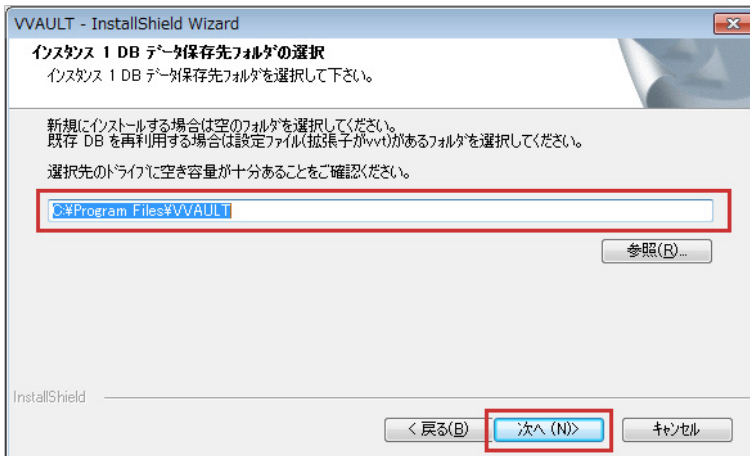 VVAULT - InstallShield Wizard
インスタンス 1 DB データ保存先フォルダの選択
インスタンス 1 DB データ保存先フォルダを選択して下さい。
新規にインストールする場合は空のフォルダを選択してください。
既存 DB を再利用する場合は設定ファイル(拡張子がvvt)があるフォルダを選択してください。
選択先のドライブに空き容量が十分あることをご確認ください。
C:¥Program Files¥VVAULT
参照(R)...
InstallShield
< 戻る(B)
次へ (N)>
キャンセル